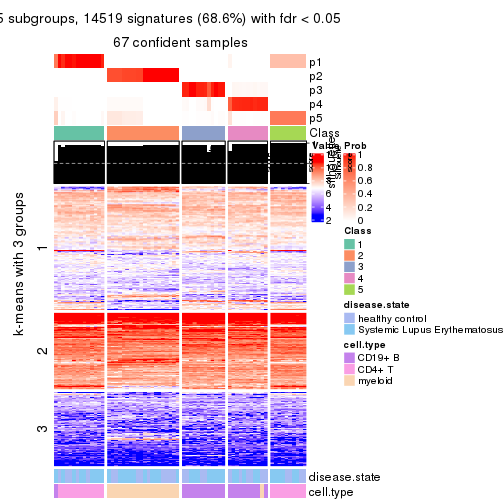 5 subgroups, 14519 signatures (68.6%) with fdr < 0.05
67 confident samples
p1
p2
p3
p4
p5
Class
k-means with 3 groups
1
2
3
disease.state
cell.type
Value
2
Prob
1
0.8
0.6
0.4
0.2
0
Class
1
2
3
4
5
disease.state
healthy control
Systemic Lupus Erythematosus
cell.type
CD19+ B
CD4+ T
myeloid